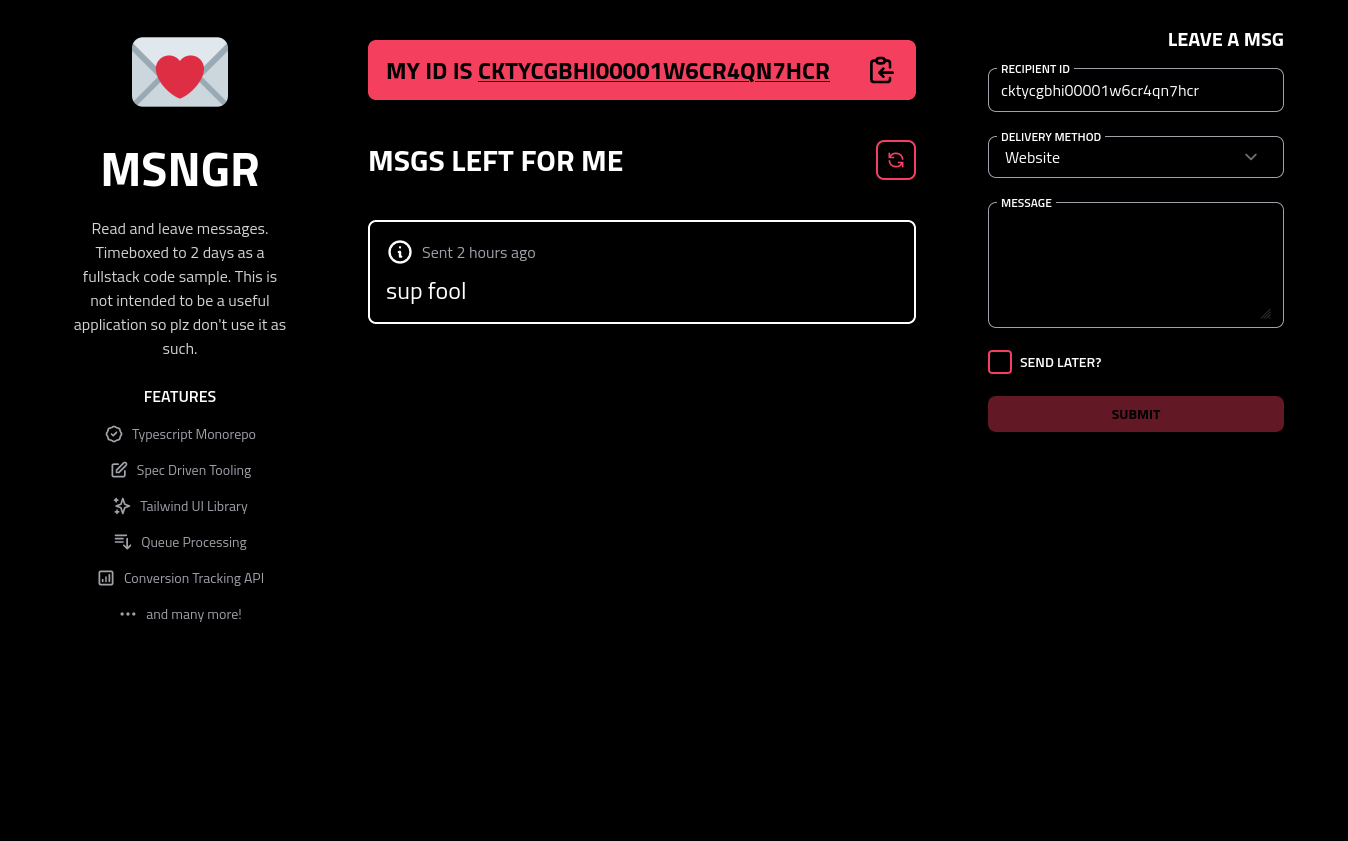 MSNGR
Read and leave messages.
Timeboxed to 2 days as a
fullstack code sample. This is
not intended to be a useful
application so plz don't use it as
such.
FEATURES
Typescript Monorepo
Spec Driven Tooling
Tailwind UI Library
Queue Processing
Conversion Tracking API
and many more!
MY ID IS CKTYCGBHI00001W6CR4QN7HCR
MSGS LEFT FOR ME
Sent 2 hours ago
sup fool
LEAVE A MSG
RECIPIENT ID
cktycgbhi00001w6cr4qn7hcr
DELIVERY METHOD
Website
MESSAGE
SEND LATER?
SUBMIT